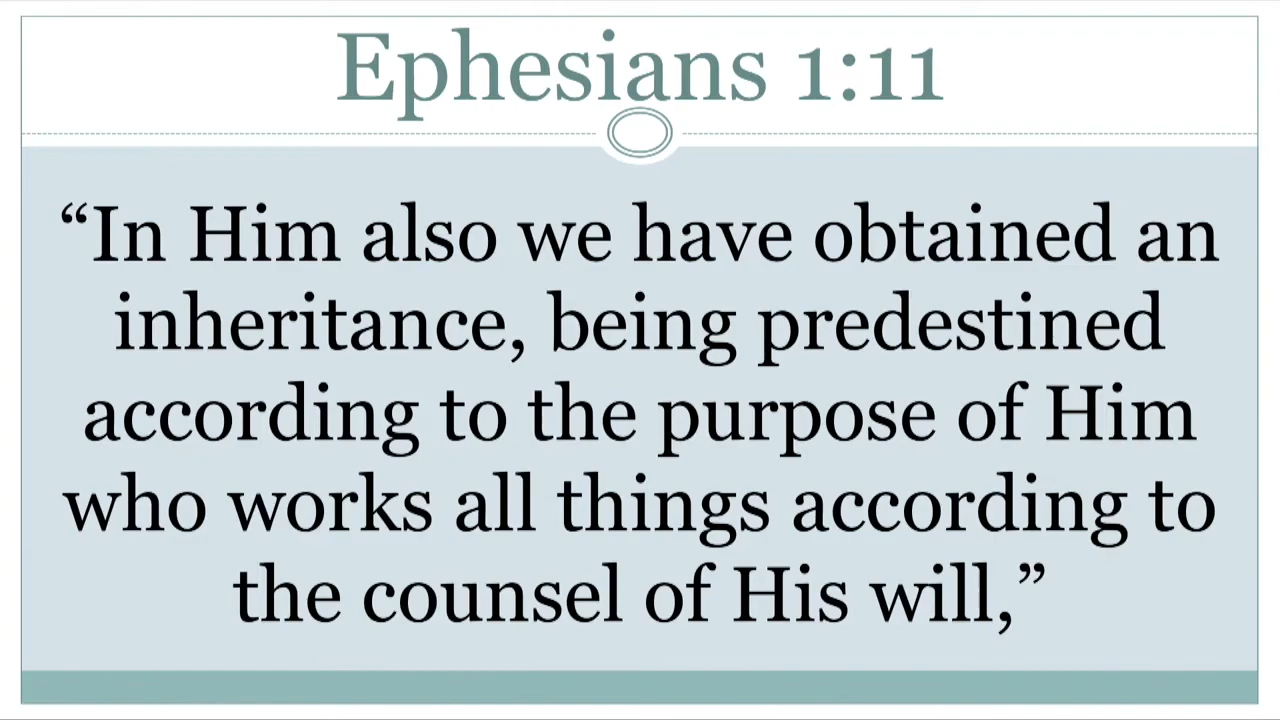 Ephesians 1:11
“In Him also we have obtained an
inheritance, being predestined
according to the purpose of Him
who works all things according to
the counsel of His will,”